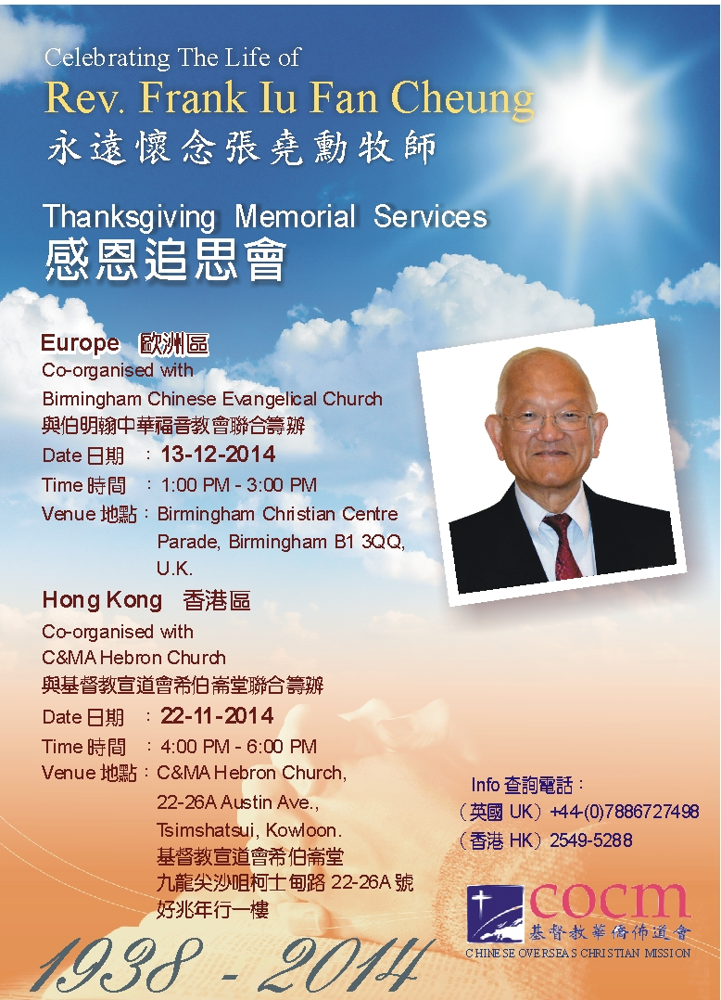 Celebrating The Life of
Rev. Frank Iu Fan Cheung
永遠懷念張堯勳牧師
Thanksgiving Memorial Services
感恩追思會
Europe 歐洲區
Co-organised with
Birmingham Chinese Evangelical Church
與伯明翰中華福音教會聯合籌辦
Date 日期 : 13-12-2014
Time 時間 : 1:00 PM - 3:00 PM
Venue 地點 : Birmingham Christian Centre
Parade, Birmingham B1 3QQ,
U.K.
Hong Kong 香港區
Co-organised with
C&MA Hebron Church
與基督教宣道會希伯崙堂聯合籌辦
Date 日期 : 22-11-2014
Time 時間 : 4:00 PM - 6:00 PM
Venue 地點 : C&MA Hebron Church,
22-26A Austin Ave.,
Tsimshatsui, Kowloon.
基督教宣道會希伯崙堂
九龍尖沙咀柯士甸路 22-26A 號
好兆年行一樓
Info 查詢電話 :
（英國 UK）+44-(0)7886727498
（香港 HK）2549-5288
cocm
基督教華僑佈道會
CHINESE OVERSEAS CHRISTIAN MISSION
1938 - 2014